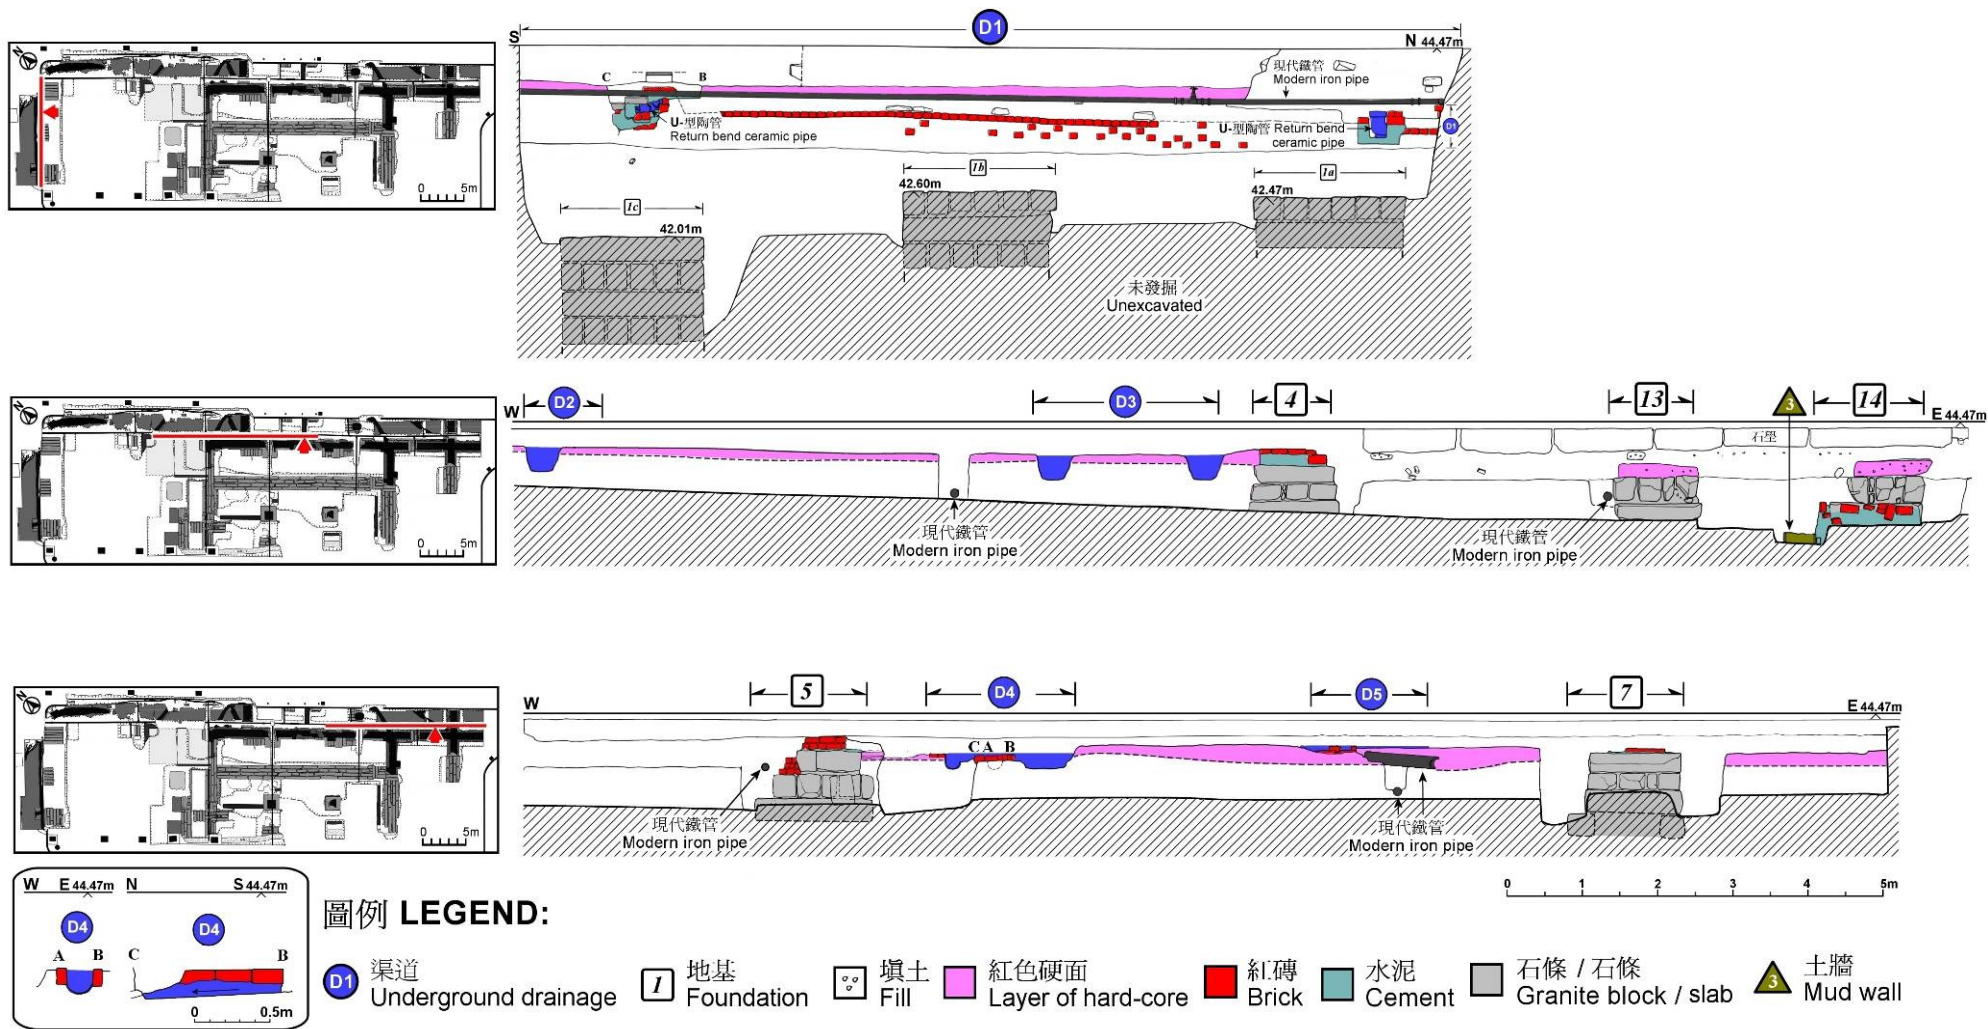 D1
S
N 44.47m
現代鐵管
Modern iron pipe
C
B
U-型陶管
Return bend ceramic pipe
U-型陶管 Return bend
ceramic pipe
D1
1c
1b
1a
42.01m
42.60m
42.47m
未發掘
Unexcavated
N
0 5m
D2
D3
4
13
3
14
W
E 44.47m
石壆
現代鐵管
Modern iron pipe
現代鐵管
Modern iron pipe
N
0 5m
5
D4
D5
7
W
E 44.47m
C A B
現代鐵管
Modern iron pipe
現代鐵管
Modern iron pipe
N
0 5m
0 1 2 3 4 5m
W E 44.47m N S 44.47m
D4 D4
A B C B
0 0.5m
圖例 LEGEND:
D1 渠道
Underground drainage
1 地基
Foundation
填土
Fill
紅色硬面
Layer of hard-core
紅磚
Brick
水泥
Cement
石條 / 石條
Granite block / slab
3 土牆
Mud wall